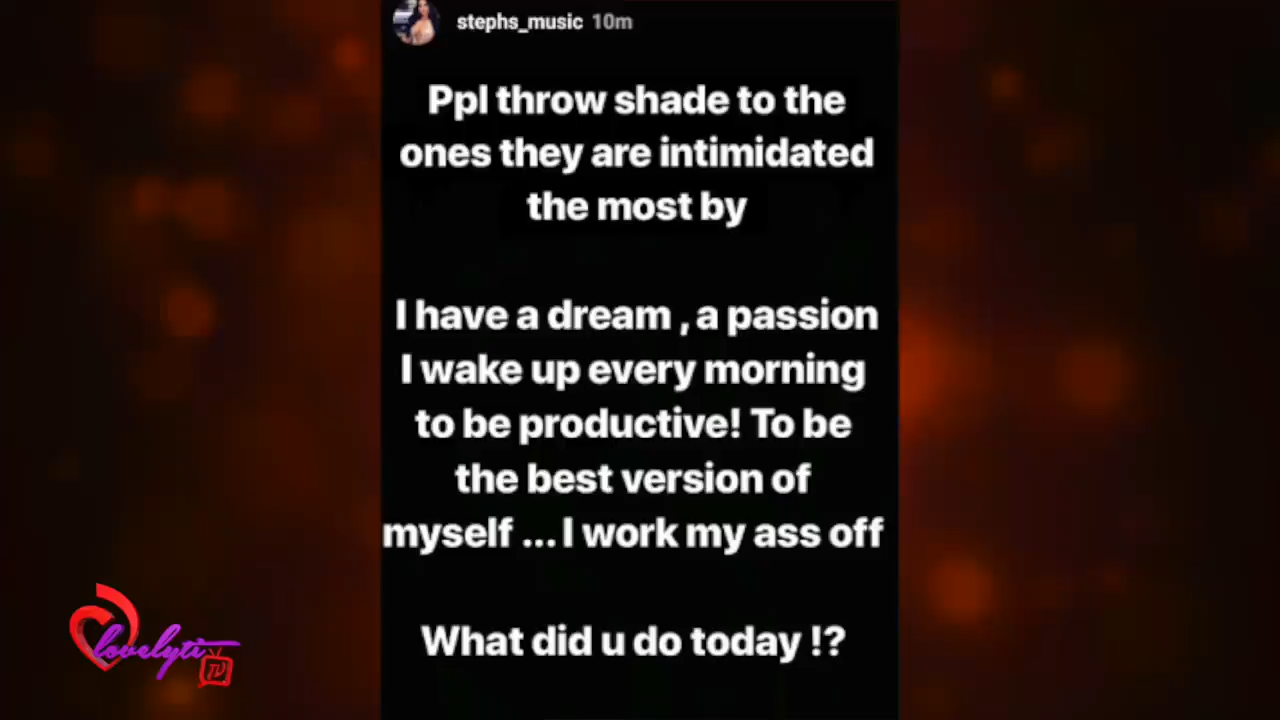 stephs_music 10m
Ppl throw shade to the
ones they are intimidated
the most by
I have a dream , a passion
I wake up every morning
to be productive! To be
the best version of
myself ... I work my ass off
What did u do today !?
lovelyti
TV